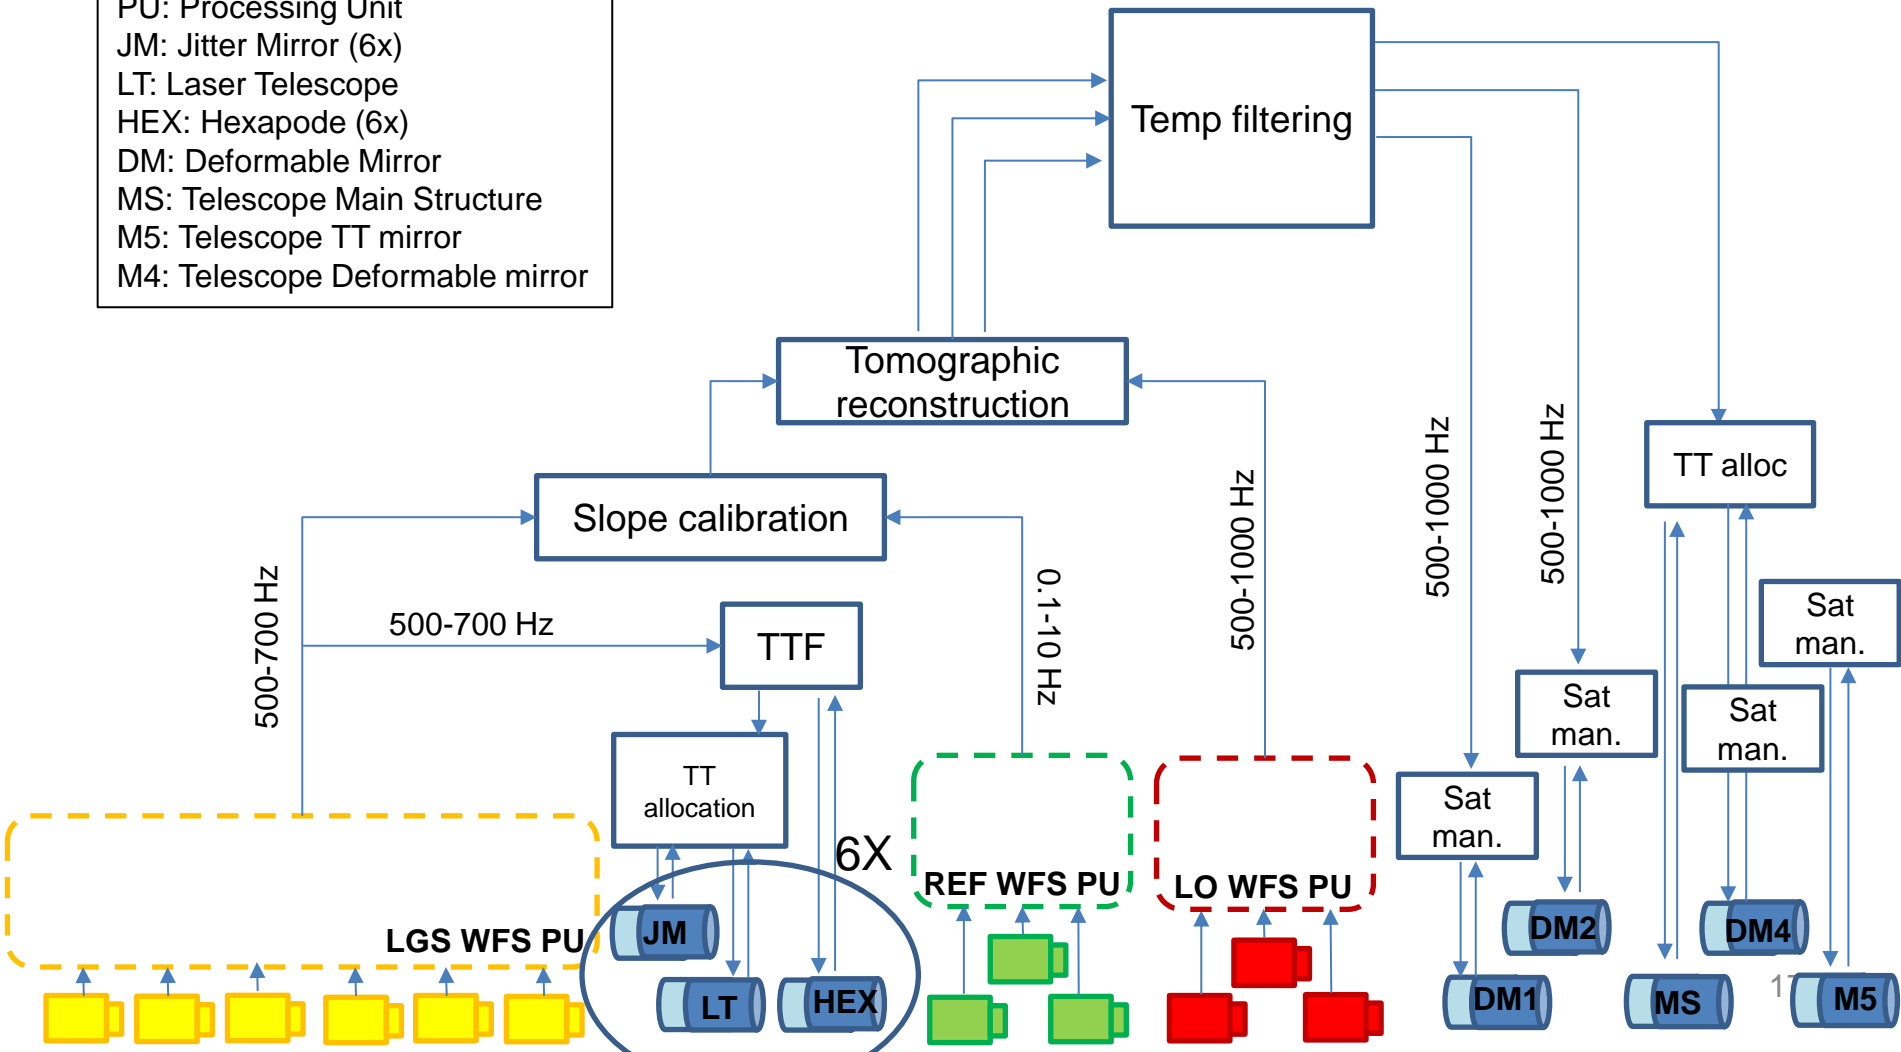 PU: Processing Unit
JM: Jitter Mirror (6x)
LT: Laser Telescope
HEX: Hexapode (6x)
DM: Deformable Mirror
MS: Telescope Main Structure
M5: Telescope TT mirror
M4: Telescope Deformable mirror
Temp filtering
Tomographic
reconstruction
Slope calibration
TT alloc
500-700 Hz
500-700 Hz
TTF
0.1-10 Hz
500-1000 Hz
500-1000 Hz
500-1000 Hz
Sat
man.
Sat
man.
Sat
man.
Sat
man.
TT
allocation
6X
LGS WFS PU
REF WFS PU
LO WFS PU
JM
LT
HEX
DM1
DM2
MS
DM4
M5